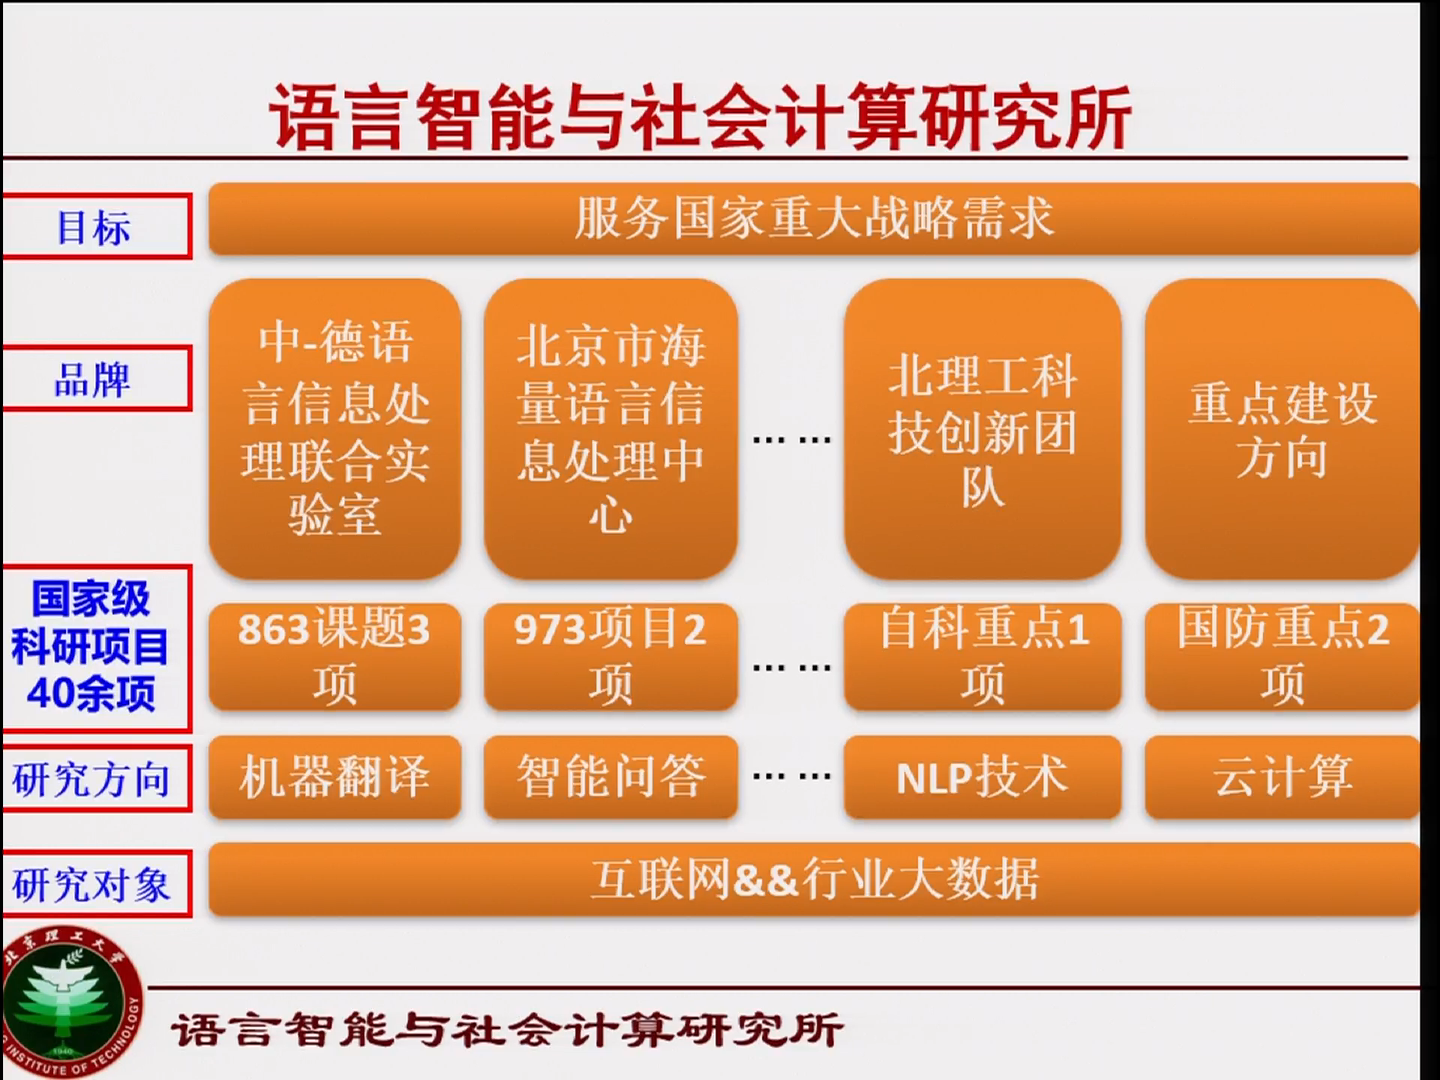 语言智能与社会计算研究所
目标
服务国家重大战略需求
品牌
中-德语
言信息处
理联合实
验室
北京市海
量语言信
息处理中
心
... ...
北理工科
技创新团
队
重点建设
方向
国家级
科研项目
40余项
863课题3
项
973项目2
项
... ...
自科重点1
项
国防重点2
项
研究方向
机器翻译
智能问答
... ...
NLP技术
云计算
研究对象
互联网&&行业大数据
北京理工大学
INSTITUTE OF TECHNOLOGY
1940
语言智能与社会计算研究所